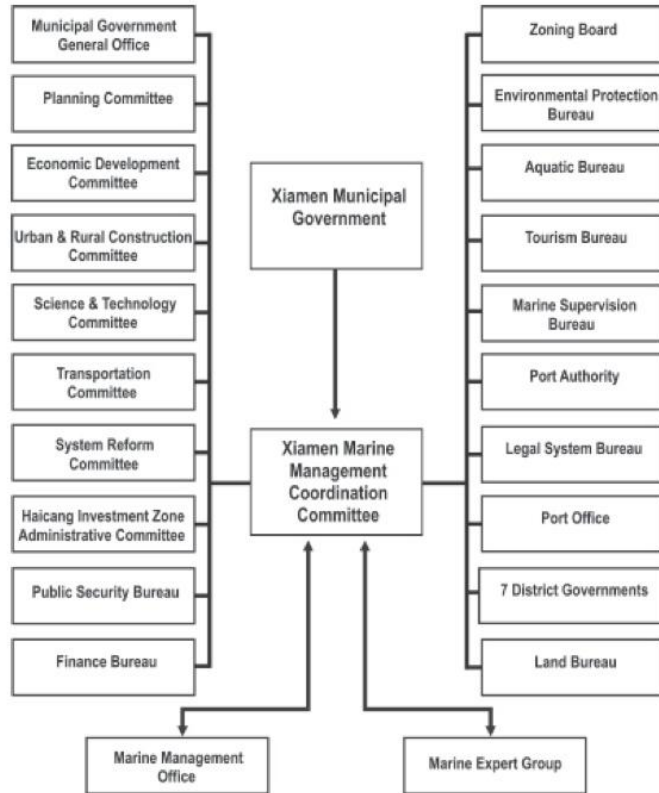 Municipal Government
General Office
Planning Committee
Economic Development
Committee
Urban & Rural Construction
Committee
Science & Technology
Committee
Transportation
Committee
System Reform
Committee
Haicang Investment Zone
Administrative Committee
Public Security Bureau
Finance Bureau
Xiamen Municipal
Government
Xiamen Marine
Management
Coordination
Committee
Zoning Board
Environmental Protection
Bureau
Aquatic Bureau
Tourism Bureau
Marine Supervision
Bureau
Port Authority
Legal System Bureau
Port Office
7 District Governments
Land Bureau
Marine Management
Office
Marine Expert Group